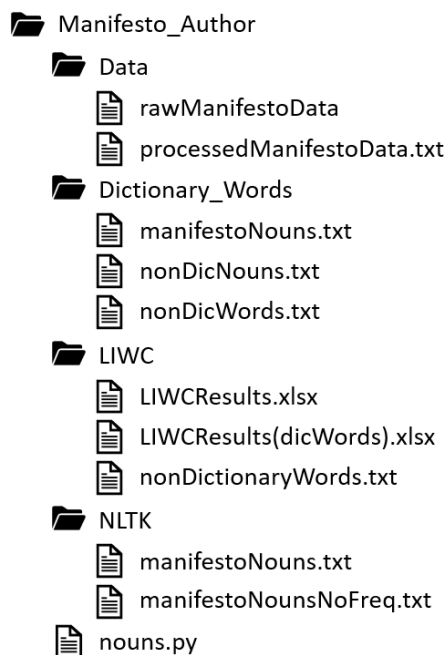 Manifesto_Author
Data
rawManifestoData
processedManifestoData.txt
Dictionary_Words
manifestoNouns.txt
nonDicNouns.txt
nonDicWords.txt
LIWC
LIWCResults.xlsx
LIWCResults(dicWords).xlsx
nonDictionaryWords.txt
NLTK
manifestoNouns.txt
manifestoNounsNoFreq.txt
nouns.py